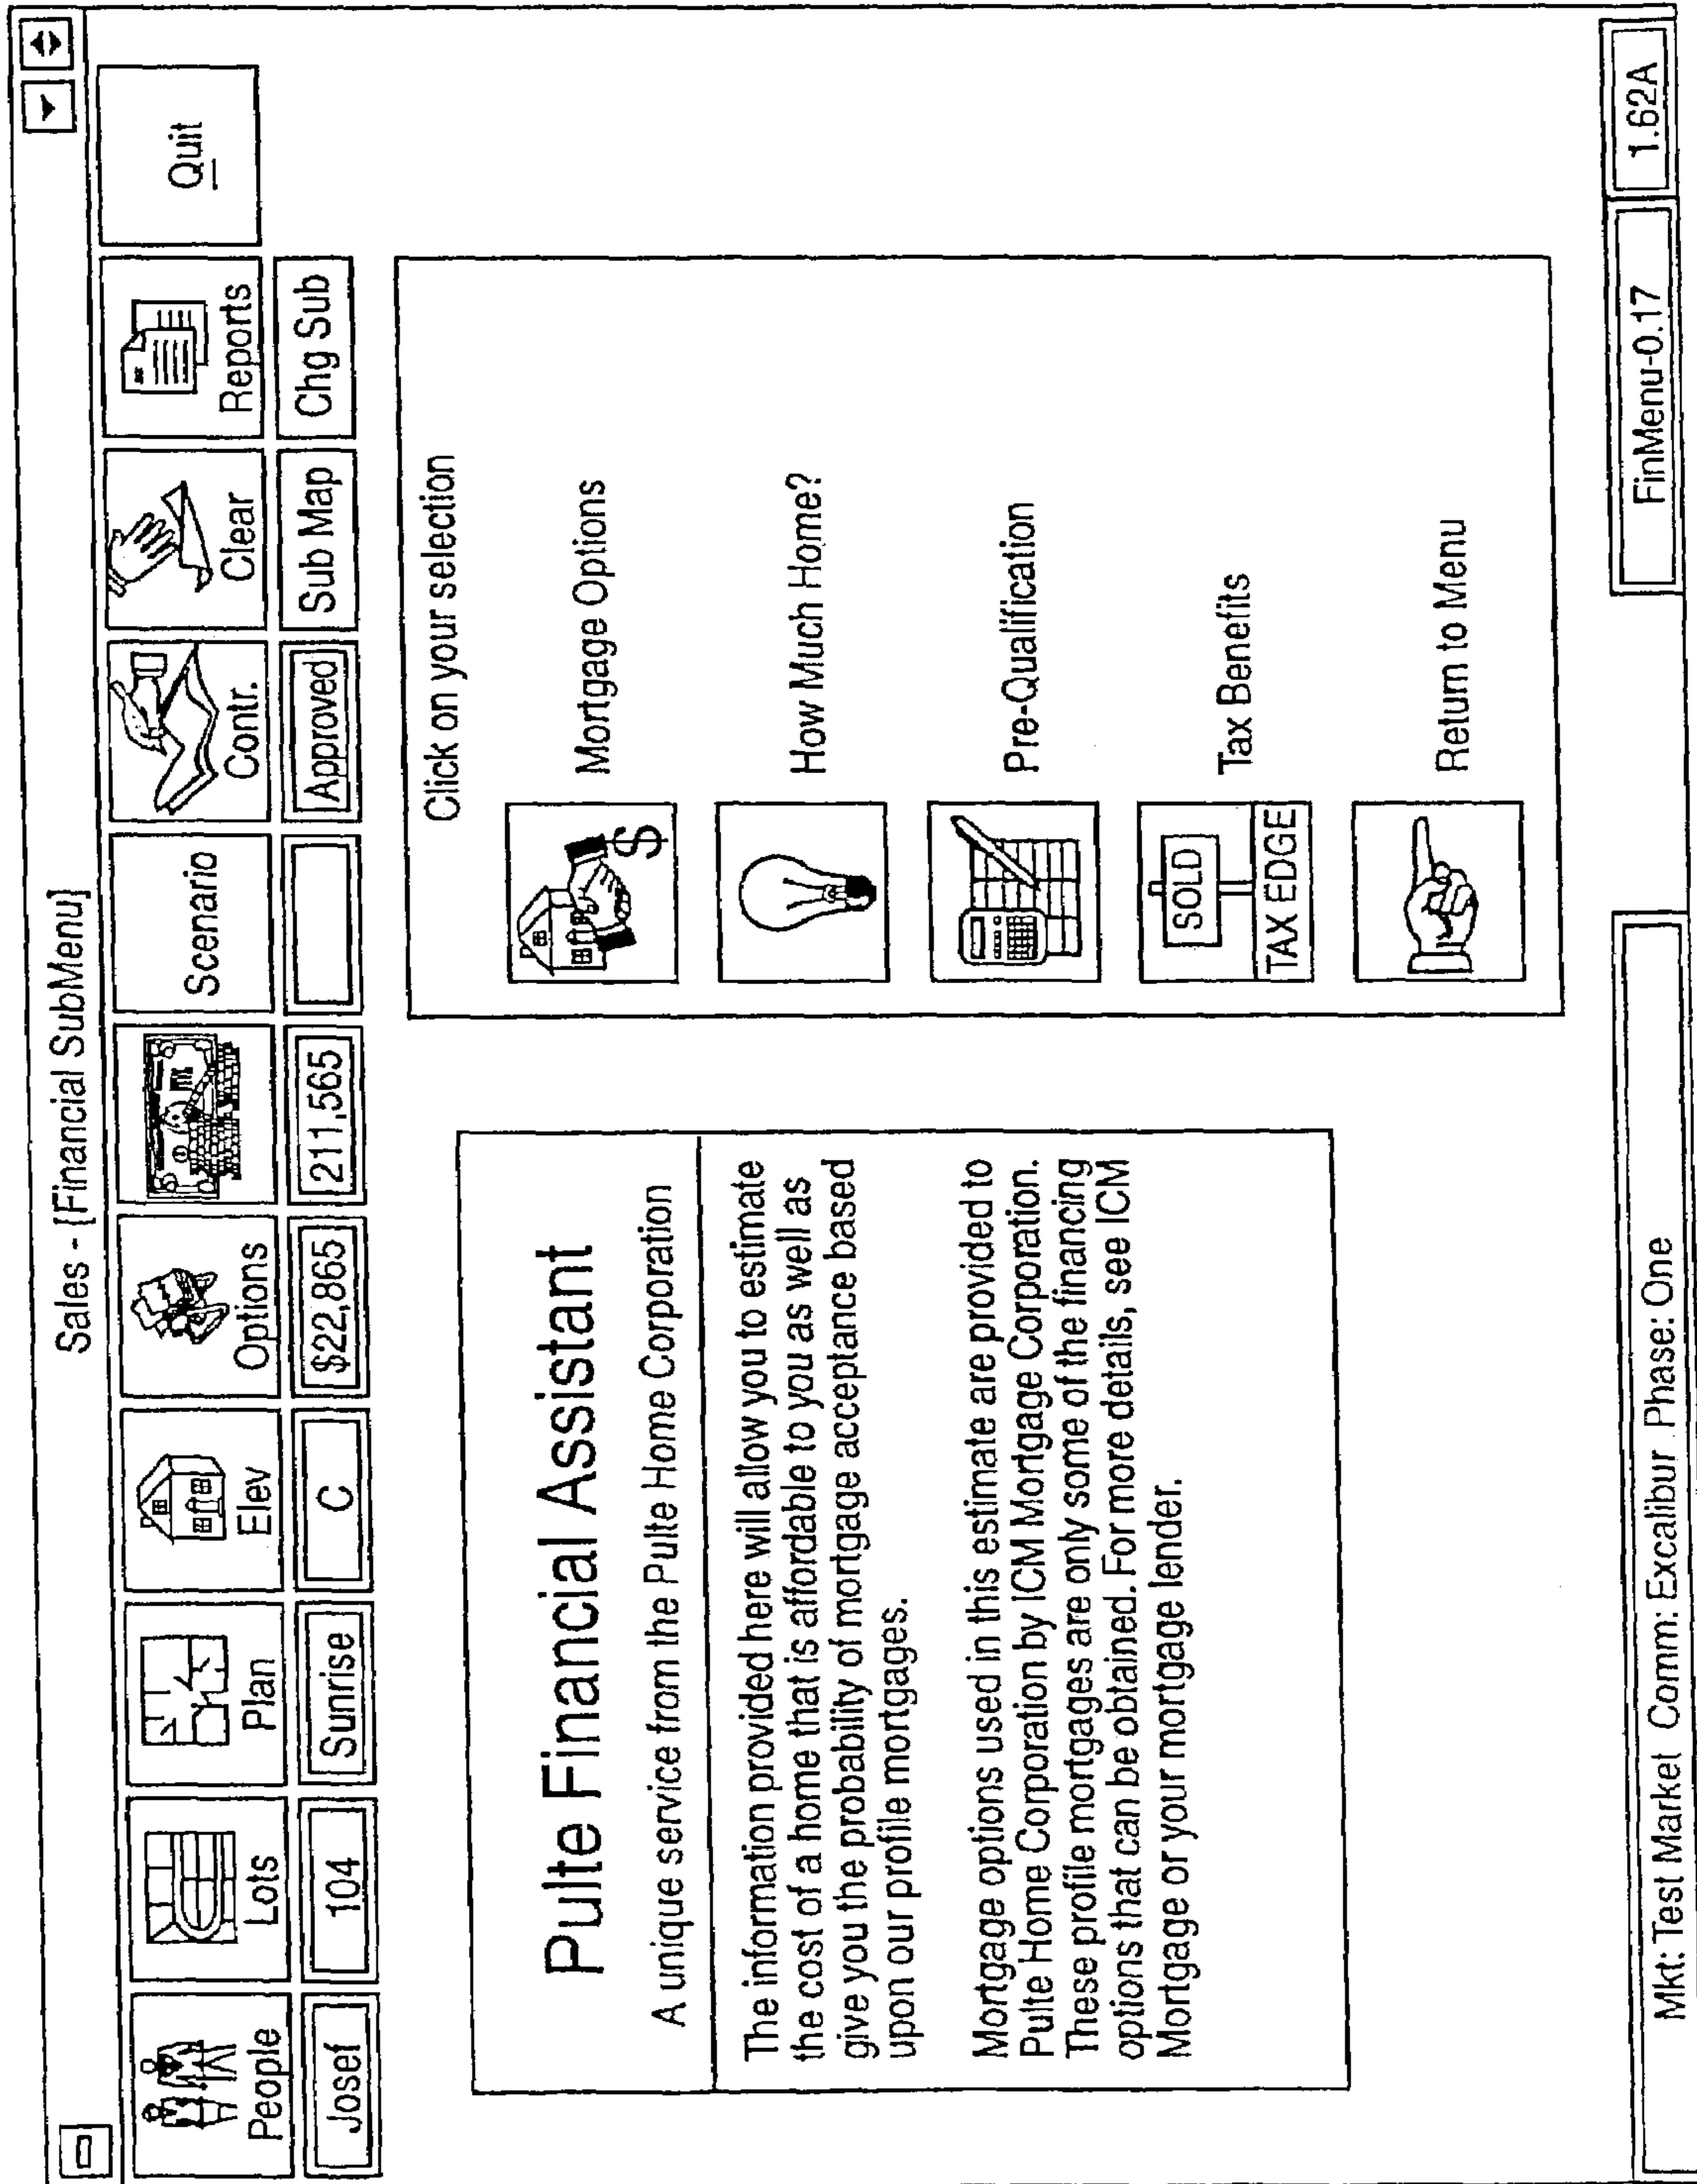 Sales - [Financial SubMenu]
People Lots Plan Elev Options Scenario Contr. Clear Reports Quit
Josef 104 Sunrise C $22,865 211,565 Approved Sub Map Chg Sub
Pulte Financial Assistant
A unique service from the Pulte Home Corporation
The information provided here will allow you to estimate
the cost of a home that is affordable to you as well as
give you the probability of mortgage acceptance based
upon our profile mortgages.
Mortgage options used in this estimate are provided to
Pulte Home Corporation by ICM Mortgage Corporation.
These profile mortgages are only some of the financing
options that can be obtained. For more details, see ICM
Mortgage or your mortgage lender.
Click on your selection
$
Mortgage Options
How Much Home?
Pre-Qualification
SOLD
TAX EDGE
Tax Benefits
Return to Menu
Mkt: Test Market Comm: Excalibur Phase: One
FinMenu-0.17
1.62A